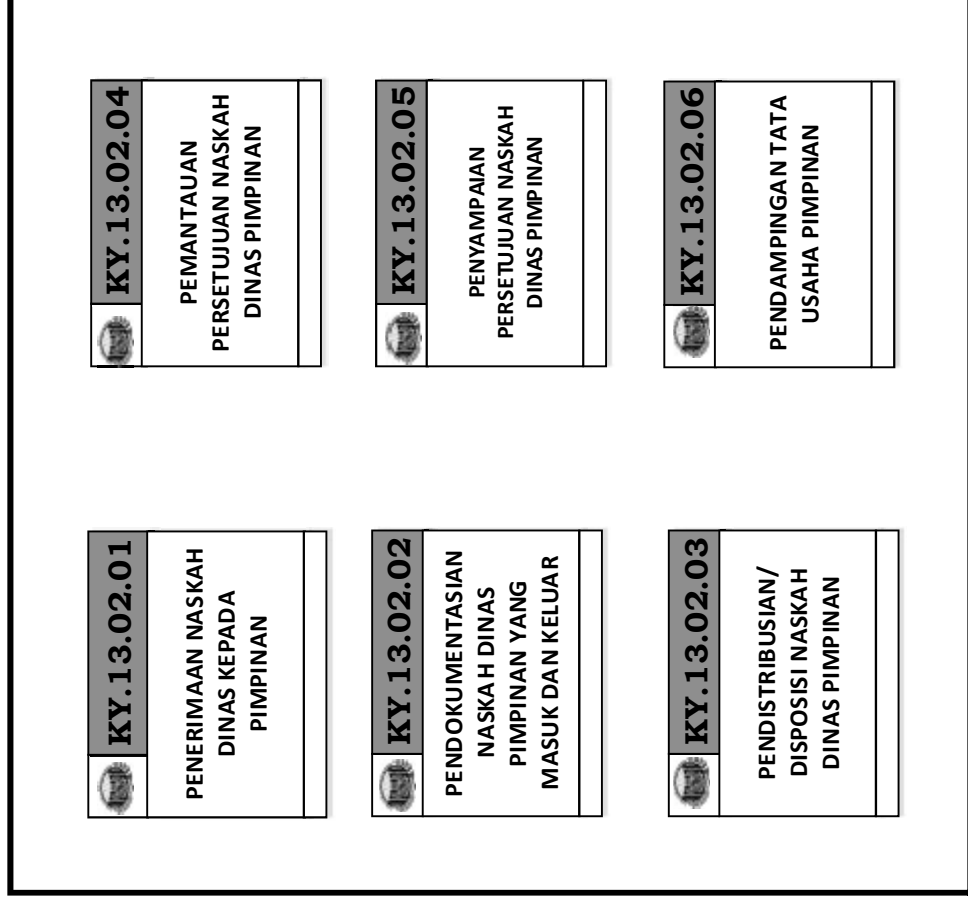 KY.13.02.01
PENERIMAAN NASKAH
DINAS KEPADA
PIMPINAN
KY.13.02.02
PENDOKUMENTASIAN
NASKAH DINAS
PIMPINAN YANG
MASUK DAN KELUAR
KY.13.02.03
PENDISTRIBUSIAN/
DISPOSISI NASKAH
DINAS PIMPINAN
KY.13.02.04
PEMANTAUAN
PERSETUJUAN NASKAH
DINAS PIMPINAN
KY.13.02.05
PENYAMPAIAN
PERSETUJUAN NASKAH
DINAS PIMPINAN
KY.13.02.06
PENDAMPINGAN TATA
USAHA PIMPINAN